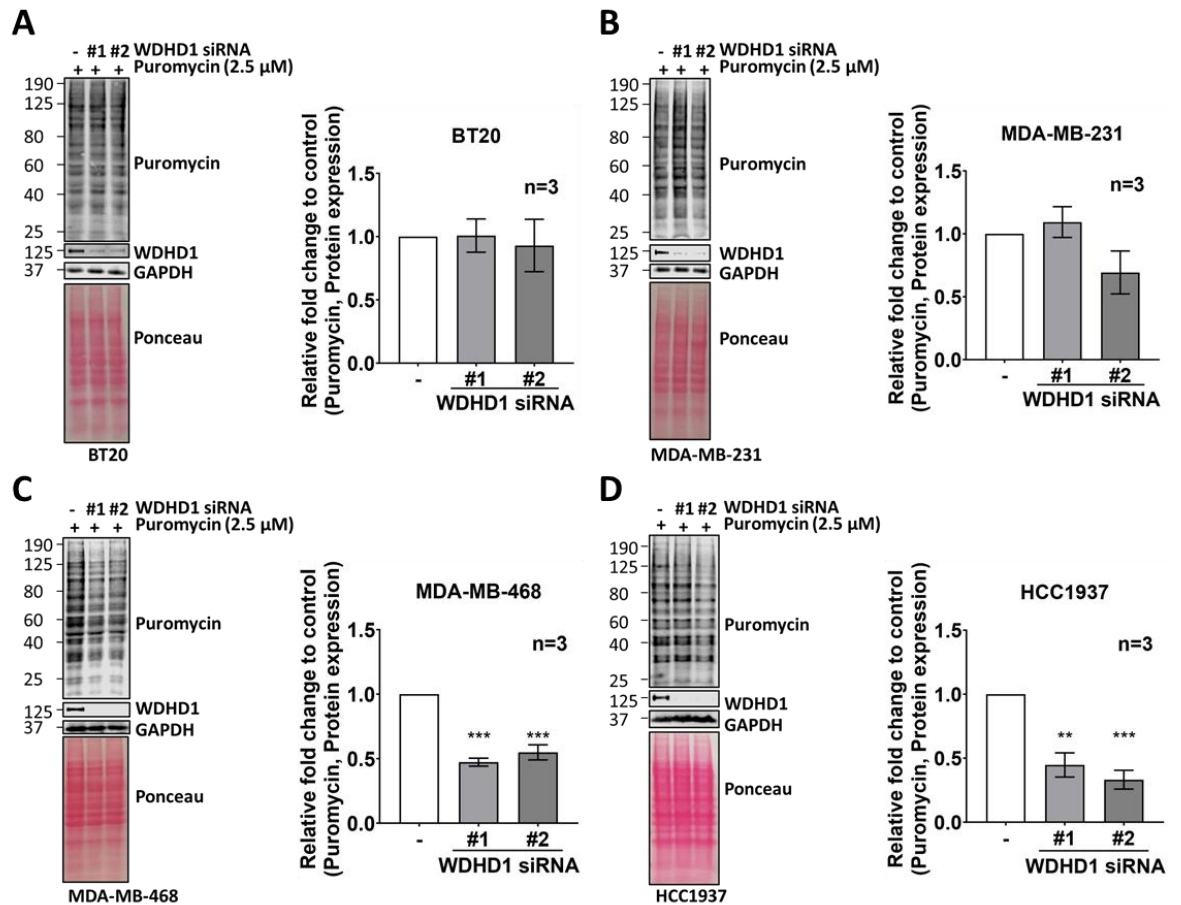 A
- #1 #2 WDHD1 siRNA
+ + + Puromycin (2.5 µM)
190
125
80
60
40
25
Puromycin
125
WDHD1
37
GAPDH
Ponceau
BT20
Relative fold change to control
(Puromycin, Protein expression)
BT20
n=3
1.5
1.0
0.5
0.0
- #1 #2
WDHD1 siRNA
B
- #1 #2 WDHD1 siRNA
+ + + Puromycin (2.5 µM)
190
125
80
60
40
25
Puromycin
125
WDHD1
37
GAPDH
Ponceau
MDA-MB-231
Relative fold change to control
(Puromycin, Protein expression)
MDA-MB-231
n=3
1.5
1.0
0.5
0.0
- #1 #2
WDHD1 siRNA
C
- #1 #2 WDHD1 siRNA
+ + + Puromycin (2.5 µM)
190
125
80
60
40
25
Puromycin
125
WDHD1
37
GAPDH
Ponceau
MDA-MB-468
Relative fold change to control
(Puromycin, Protein expression)
MDA-MB-468
n=3
1.5
1.0
0.5
0.0
*** ***
- #1 #2
WDHD1 siRNA
D
- #1 #2 WDHD1 siRNA
+ + + Puromycin (2.5 µM)
190
125
80
60
40
25
Puromycin
125
WDHD1
37
GAPDH
Ponceau
HCC1937
Relative fold change to control
(Puromycin, Protein expression)
HCC1937
n=3
1.5
1.0
0.5
0.0
** ***
- #1 #2
WDHD1 siRNA